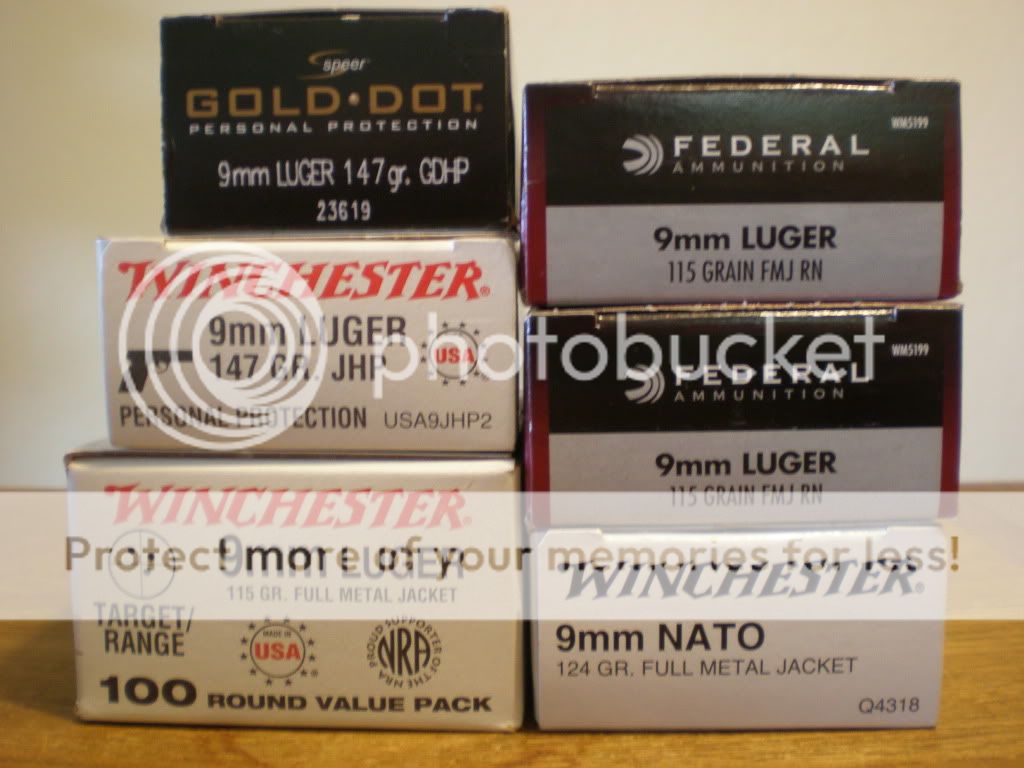 speer
GOLD DOT
PERSONAL PROTECTION
9mm LUGER 147 gr. GDHP
23619
WINCHESTER
9mm LUGER
147 GR. JHP
USA
PERSONAL PROTECTION USA9JHP2
WINCHESTER
9mm LUGER
115 GR. FULL METAL JACKET
TARGET/
RANGE
MADE IN
USA
PROUD SUPPORTER OF THE NRA
NRA
100 ROUND VALUE PACK
WM5199
FEDERAL
AMMUNITION
9mm LUGER
115 GRAIN FMJ RN
WM5199
FEDERAL
AMMUNITION
9mm LUGER
115 GRAIN FMJ RN
WINCHESTER
9mm NATO
124 GR. FULL METAL JACKET
Q4318
photobucket
Protect more of your memories for less!